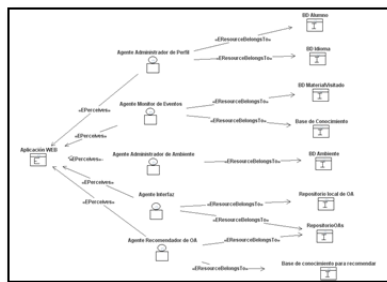 BD Alumno
«EResourceBelongsTo»
Agente Administrador de Perfil
BD Idioma
«EResourceBelongsTo»
«EPerceives»
BD MaterialVisitado
Agente Monitor de Eventos
«EResourceBelongsTo»
«EPerceives»
Base de Conocimiento
«EResourceBelongsTo»
Aplicación WEB
BD Ambiente
«EPerceives»
Agente Administrador de Ambiente
«EResourceBelongsTo»
«EPerceives»
Agente Interfaz
Repositorio local de OA
«EResourceBelongsTo»
«EPerceives»
«EResourceBelongsTo»
RepositorioOAs
Agente Recomendador de OA
«EResourceBelongsTo»
Base de conocimiento para recomendar
«EResourceBelongsTo»